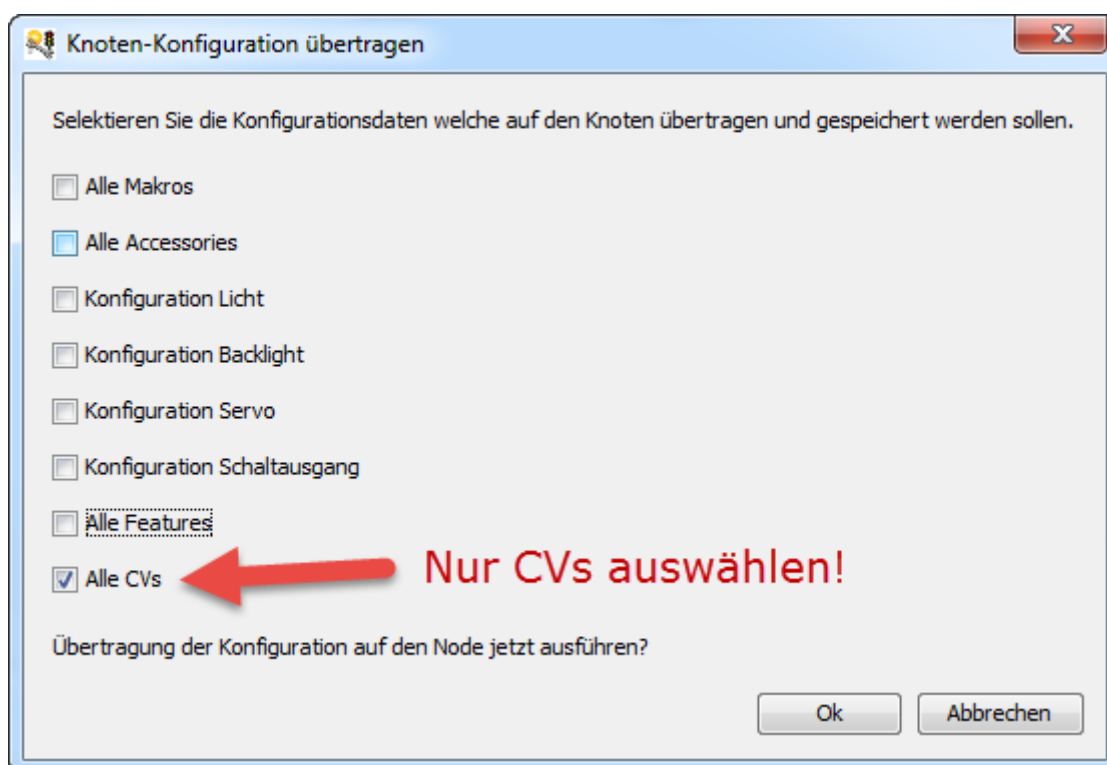 Knoten-Konfiguration übertragen
Selektieren Sie die Konfigurationsdaten welche auf den Knoten übertragen und gespeichert werden sollen.
Alle Makros
Alle Accessories
Konfiguration Licht
Konfiguration Backlight
Konfiguration Servo
Konfiguration Schaltausgang
Alle Features
Alle CVs Nur CVs auswählen!
Übertragung der Konfiguration auf den Node jetzt ausführen?
Ok Abbrechen